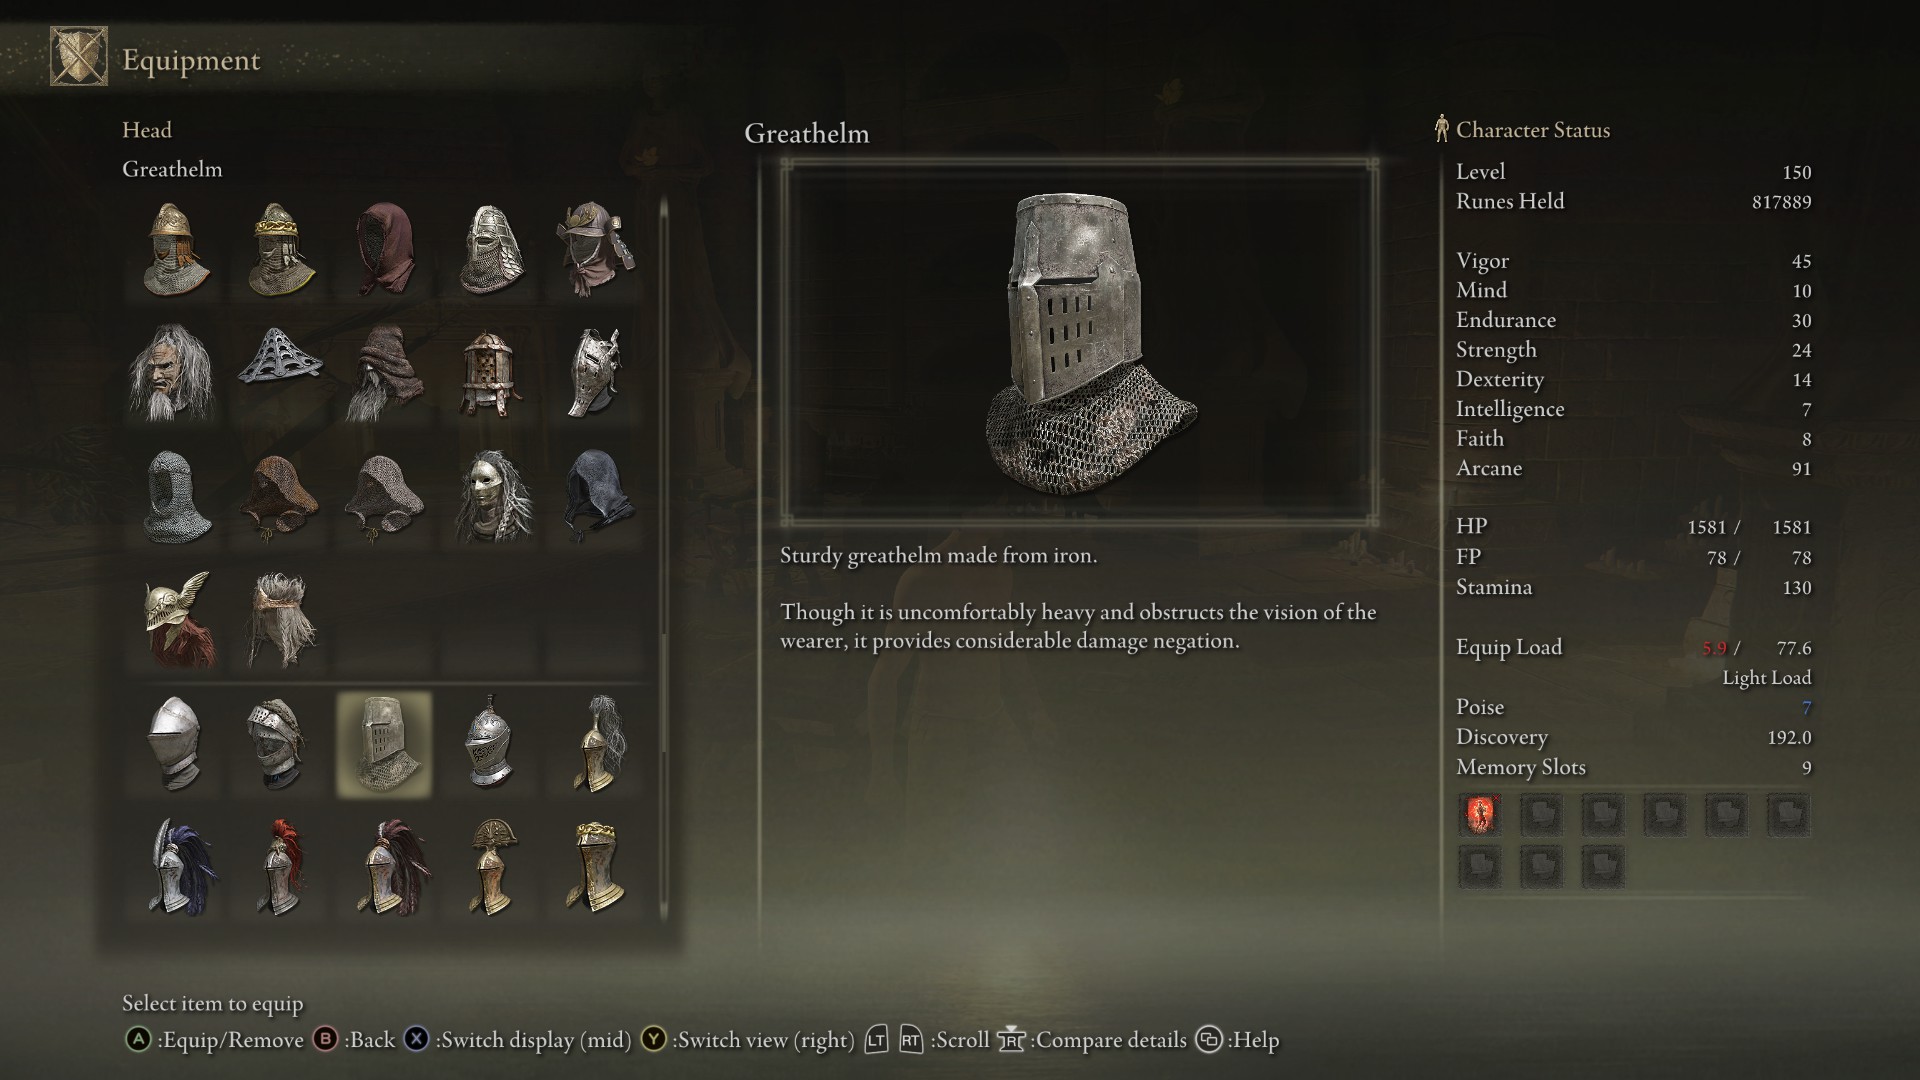 Equipment
Head
Greathelm
Greathelm
Sturdy greathelm made from iron.
Though it is uncomfortably heavy and obstructs the vision of the
wearer, it provides considerable damage negation.
Character Status
Level 150
Runes Held 817889
Vigor 45
Mind 10
Endurance 30
Strength 24
Dexterity 14
Intelligence 7
Faith 8
Arcane 91
HP 1581 / 1581
FP 78 / 78
Stamina 130
Equip Load 5.9 / 77.6
Light Load
Poise 7
Discovery 192.0
Memory Slots 9
Select item to equip
A :Equip/Remove B :Back X :Switch display (mid) Y :Switch view (right) LT RT :Scroll R :Compare details :Help